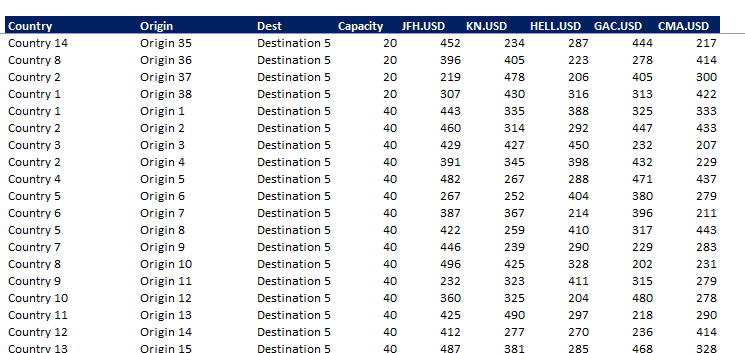 Country Origin Dest Capacity JFH.USD KN.USD HELL.USD GAC.USD CMA.USD
Country 14 Origin 35 Destination 5 20 452 234 287 444 217
Country 8 Origin 36 Destination 5 20 396 405 223 278 414
Country 2 Origin 37 Destination 5 20 219 478 206 405 300
Country 1 Origin 38 Destination 5 20 307 430 316 313 422
Country 1 Origin 1 Destination 5 40 443 335 388 325 333
Country 2 Origin 2 Destination 5 40 460 314 292 447 433
Country 3 Origin 3 Destination 5 40 429 427 450 232 207
Country 2 Origin 4 Destination 5 40 391 345 398 432 229
Country 4 Origin 5 Destination 5 40 482 267 288 471 437
Country 5 Origin 6 Destination 5 40 267 252 404 380 279
Country 6 Origin 7 Destination 5 40 387 367 214 396 211
Country 5 Origin 8 Destination 5 40 422 259 410 317 443
Country 7 Origin 9 Destination 5 40 446 239 290 229 283
Country 8 Origin 10 Destination 5 40 496 425 328 202 231
Country 9 Origin 11 Destination 5 40 232 323 411 315 279
Country 10 Origin 12 Destination 5 40 360 325 204 480 278
Country 11 Origin 13 Destination 5 40 425 490 297 218 290
Country 12 Origin 14 Destination 5 40 412 277 270 236 414
Country 13 Origin 15 Destination 5 40 487 381 285 468 328